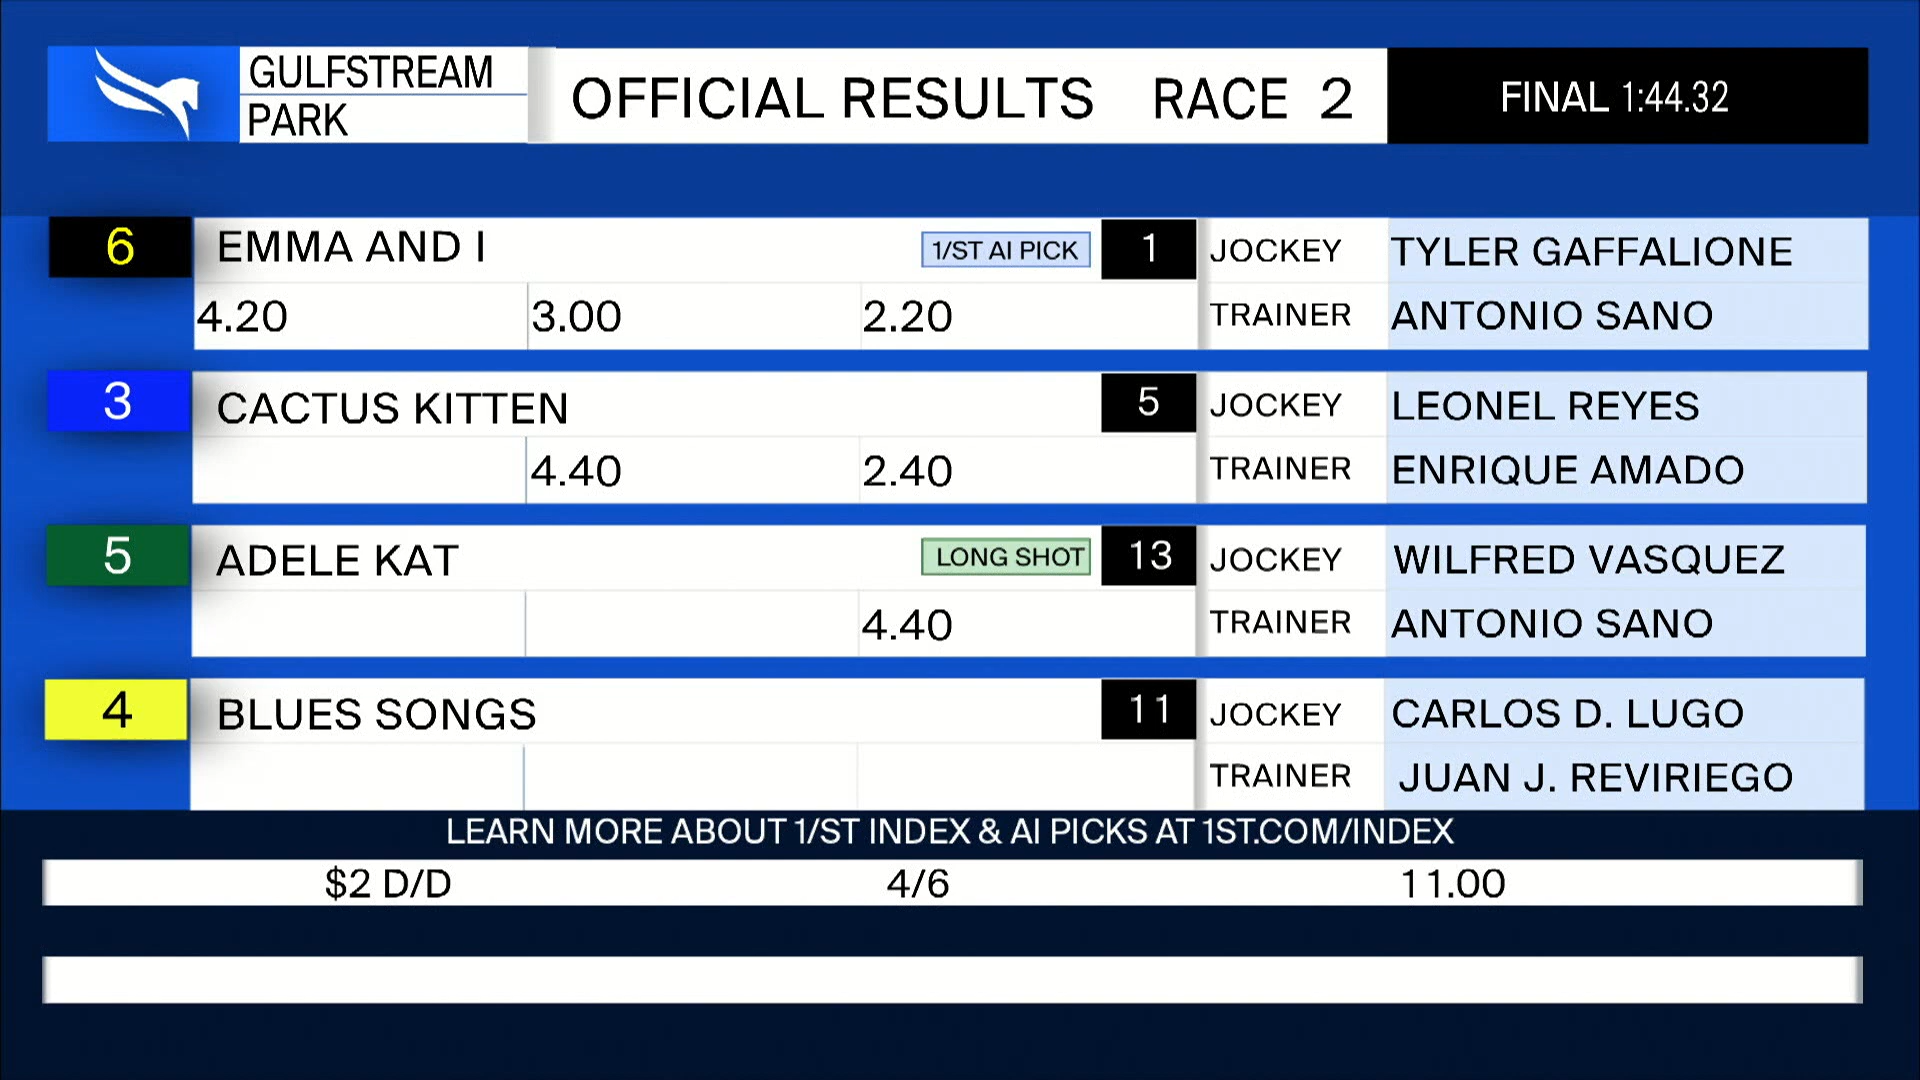 GULFSTREAM
PARK
OFFICIAL RESULTS RACE 2
FINAL 1:44.32
6 EMMA AND I 1/ST AI PICK 1 JOCKEY TYLER GAFFALIONE
4.20 3.00 2.20 TRAINER ANTONIO SANO
3 CACTUS KITTEN 5 JOCKEY LEONEL REYES
4.40 2.40 TRAINER ENRIQUE AMADO
5 ADELE KAT LONG SHOT 13 JOCKEY WILFRED VASQUEZ
4.40 TRAINER ANTONIO SANO
4 BLUES SONGS 11 JOCKEY CARLOS D. LUGO
TRAINER JUAN J. REVIRIEGO
LEARN MORE ABOUT 1/ST INDEX & AI PICKS AT 1ST.COM/INDEX
$2 D/D 4/6 11.00